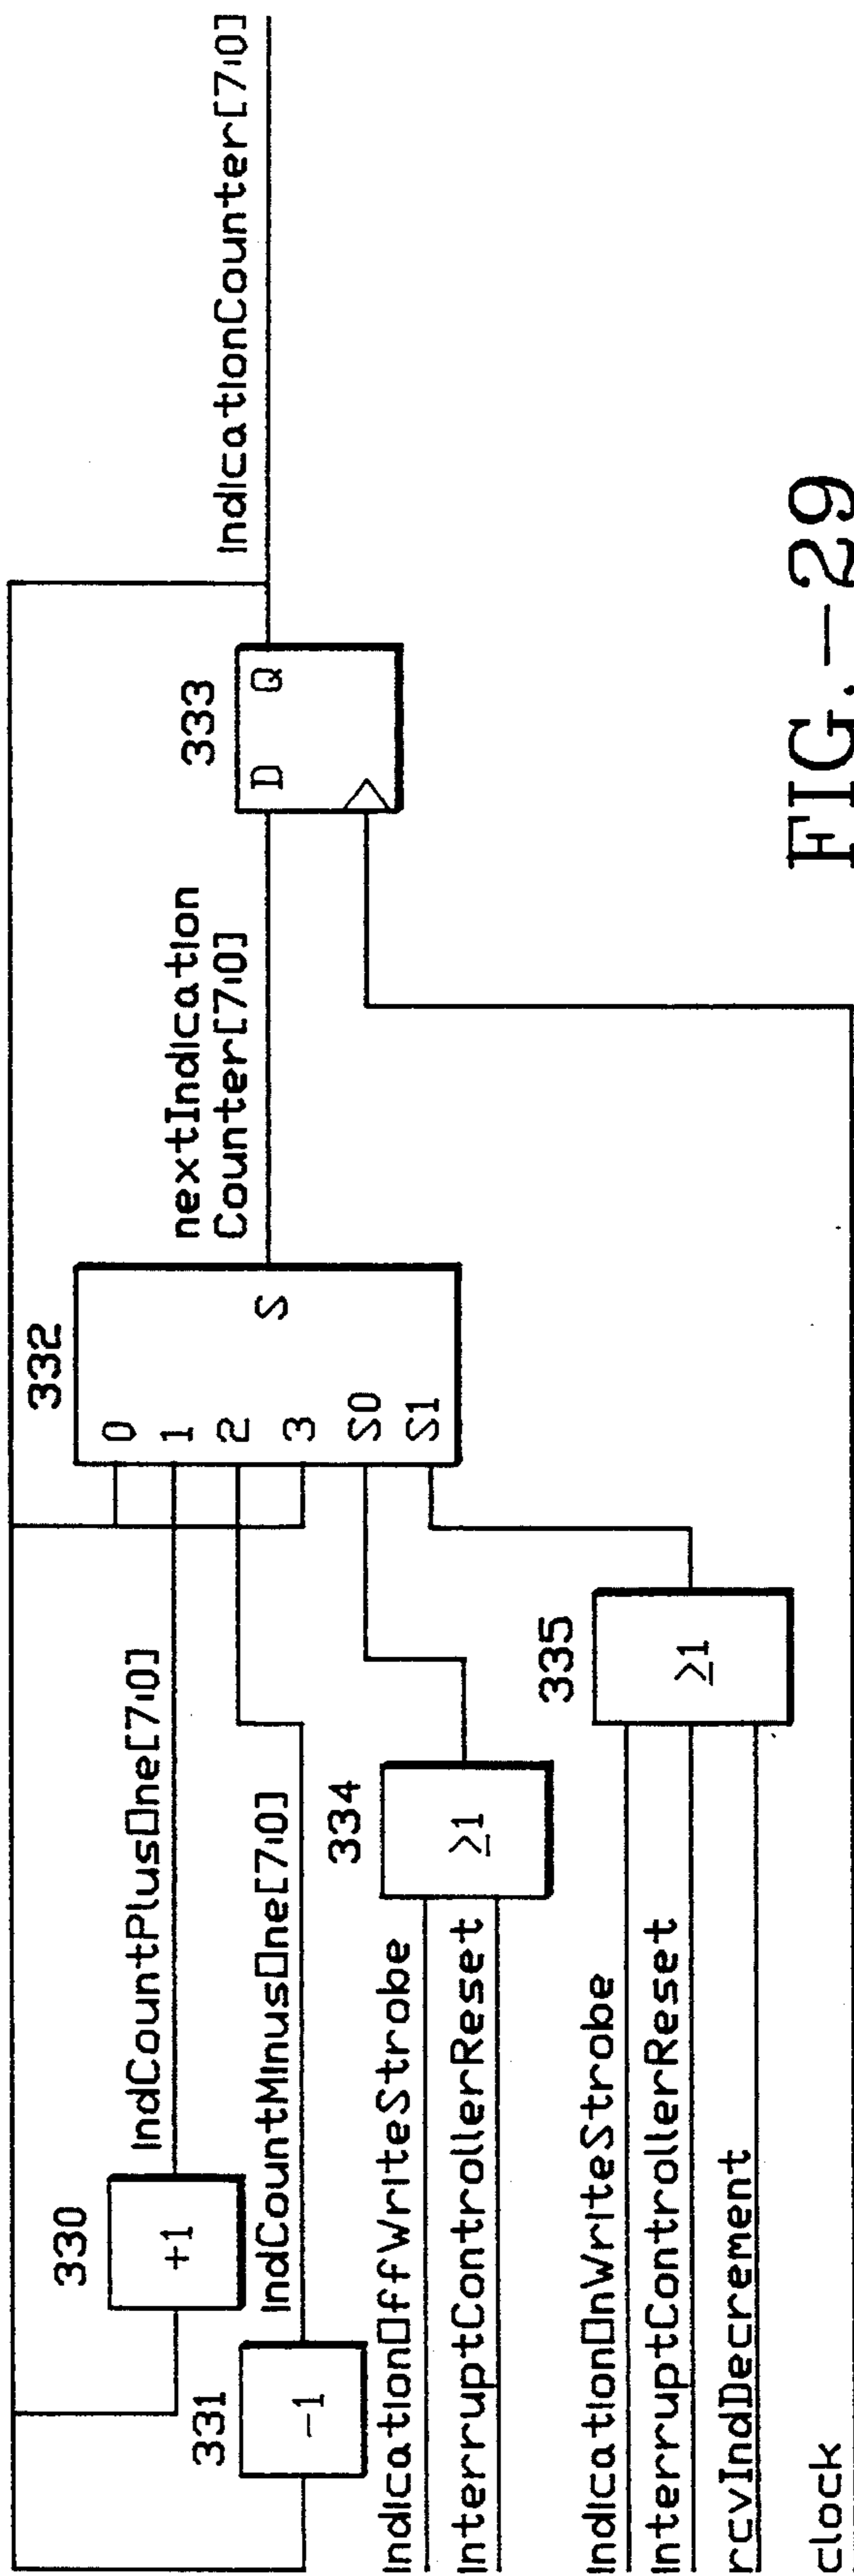 330
+1
indCountPlusOne[7:0]
331
-1
indCountMinusOne[7:0]
332
0
1
2
3
S0
S1
S
nextIndication
Counter[7:0]
333
D
Q
indicationCounter[7:0]
334
≥1
indicationOffWriteStrobe
interruptControllerReset
335
≥1
indicationOnWriteStrobe
interruptControllerReset
rcvIndDecrement
clock
FIG.-29